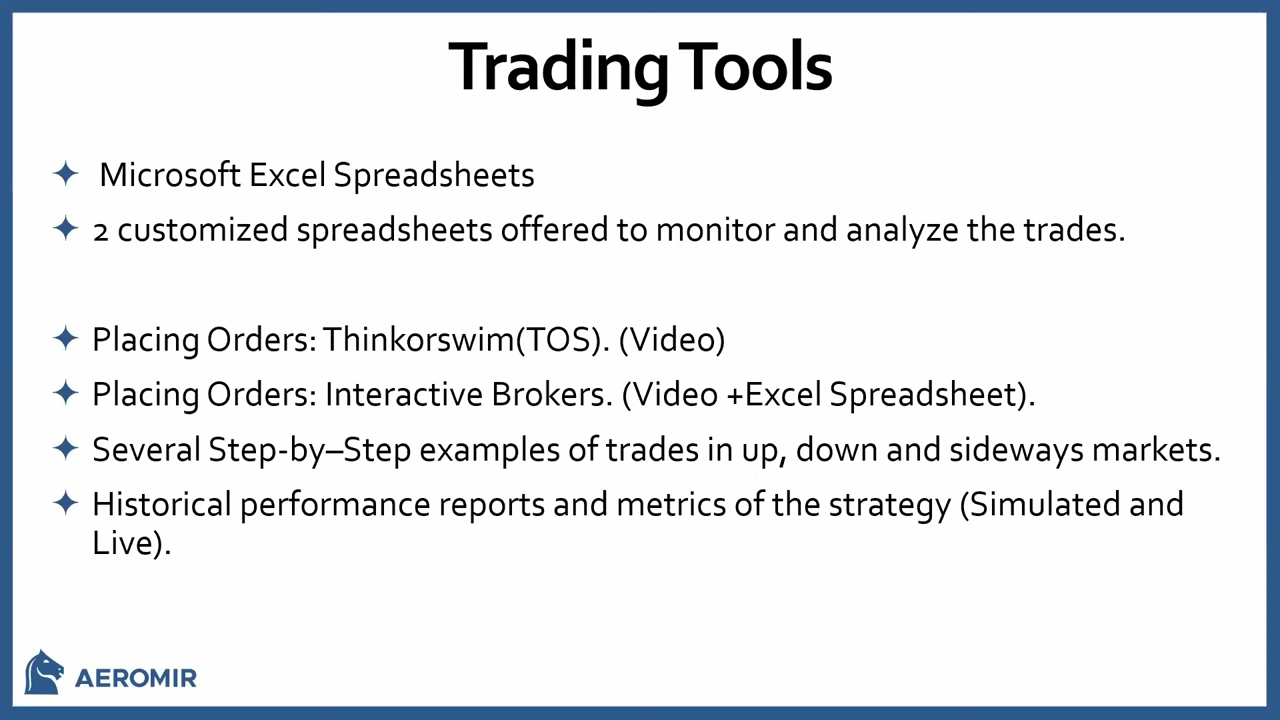 Trading Tools
Microsoft Excel Spreadsheets
2 customized spreadsheets offered to monitor and analyze the trades.
Placing Orders: Thinkorswim(TOS). (Video)
Placing Orders: Interactive Brokers. (Video +Excel Spreadsheet).
Several Step-by–Step examples of trades in up, down and sideways markets.
Historical performance reports and metrics of the strategy (Simulated and
Live).
AEROMIR